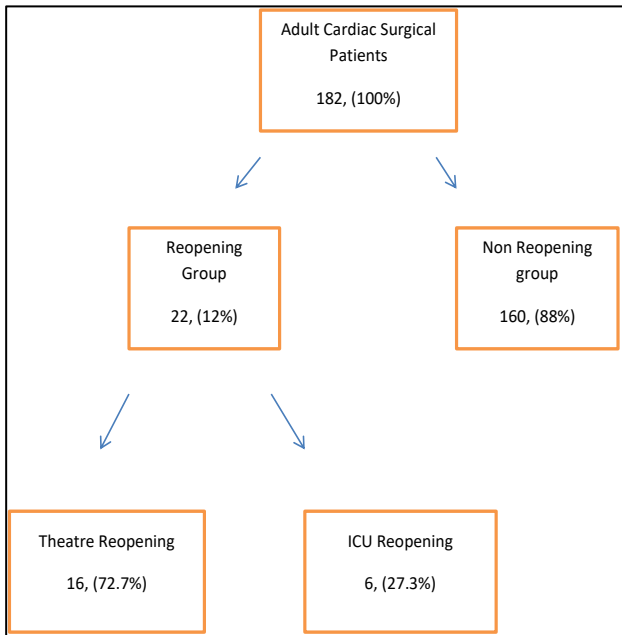 Adult Cardiac Surgical
Patients
182, (100%)
Reopening
Group
22, (12%)
Non Reopening
group
160, (88%)
Theatre Reopening
16, (72.7%)
ICU Reopening
6, (27.3%)